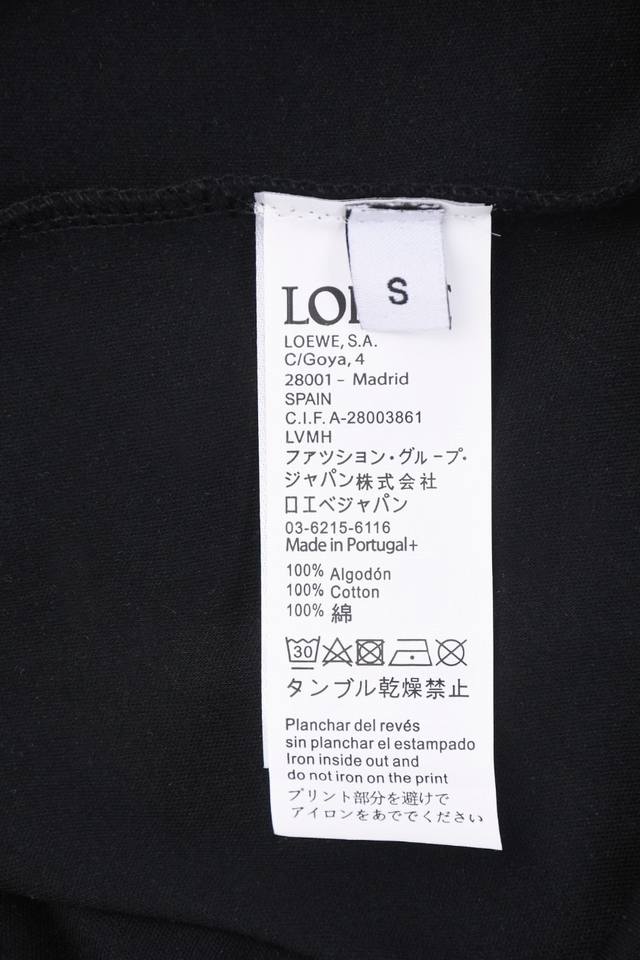 S
LOEWE, S.A.
C/Goya, 4
28001 - Madrid
SPAIN
C.I.F. A-28003861
LVMH
ファツション・グループ・
ジャパン株式会社
ロエベジャパン
03-6215-6116
Made in Portugal+
100% Algodón
100% Cotton
100% 綿
30
タンブル乾燥禁止
Planchar del revés
sin planchar el estampado
Iron inside out and
do not iron on the print
プリント部分を避けで
アイロンをあででください